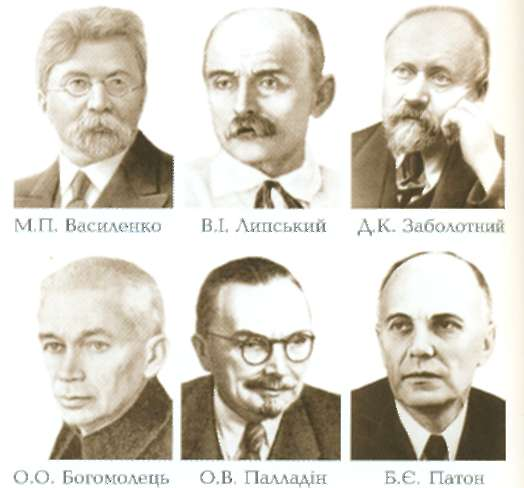 М.П. Василенко
В.І. Липський
Д.К. Заболотний
О.О. Богомолець
О.В. Палладін
Б.Є. Патон